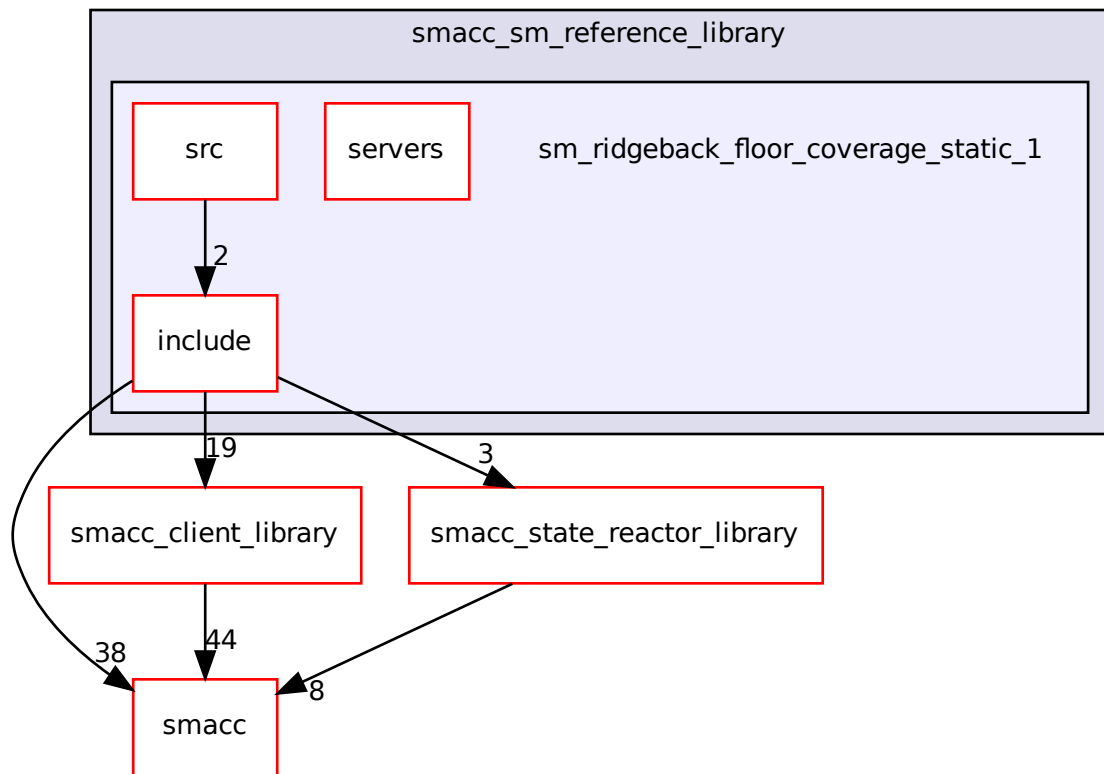 smacc_sm_reference_library
src
servers
sm_ridgeback_floor_coverage_static_1
2
include
19
3
smacc_client_library
smacc_state_reactor_library
38
44
8
smacc